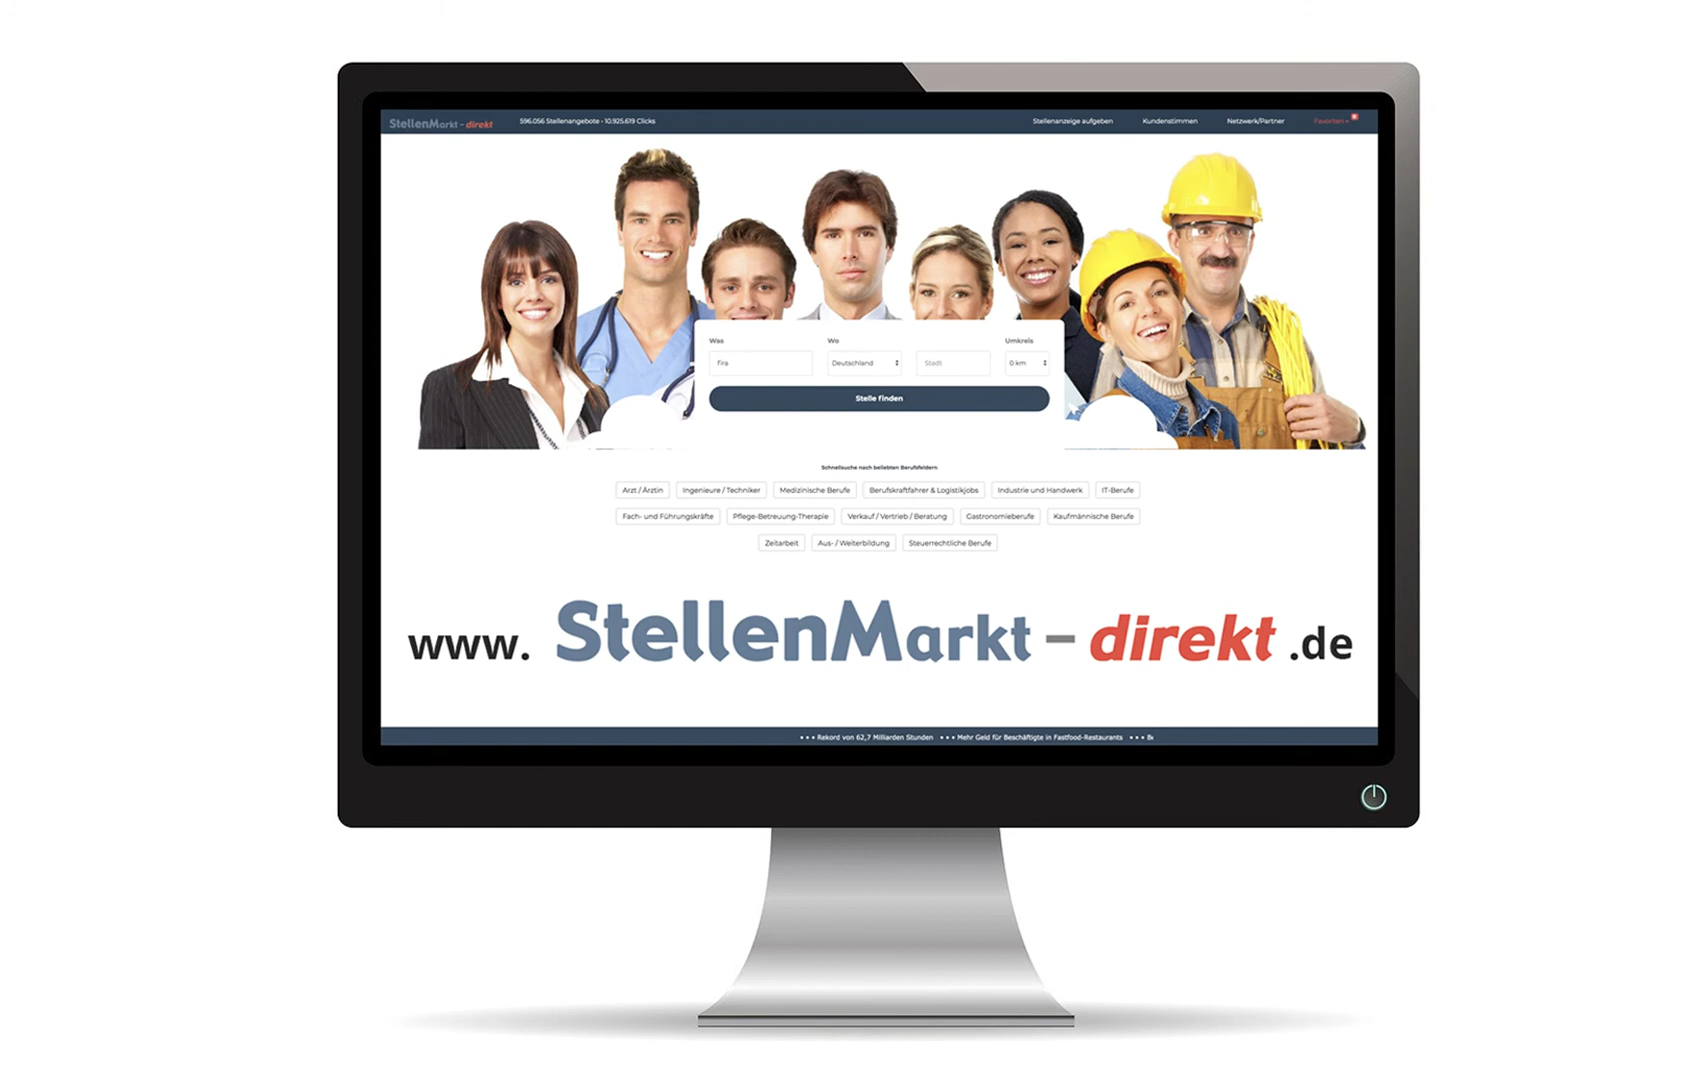 StellenMarkt - direkt 596.056 Stellenangebote - 10.925.619 Clicks Stellenanzeige aufgeben Kundenstimmen Netzwerk/Partner Favoriten
Was Wo Umkreis
fira Deutschland Stadt 0 km
Stelle finden
Schnellsuche nach beliebten Berufsfeldern
Arzt / Ärztin Ingenieure / Techniker Medizinische Berufe Berufskraftfahrer & Logistikjobs Industrie und Handwerk IT-Berufe
Fach- und Führungskräfte Pflege-Betreuung-Therapie Verkauf / Vertrieb / Beratung Gastronomieberufe Kaufmännische Berufe
Zeitarbeit Aus- / Weiterbildung Steuerrechtliche Berufe
www. StellenMarkt - direkt .de
• • • Rekord von 62,7 Milliarden Stunden • • • Mehr Geld für Beschäftigte in Fastfood-Restaurants • • •